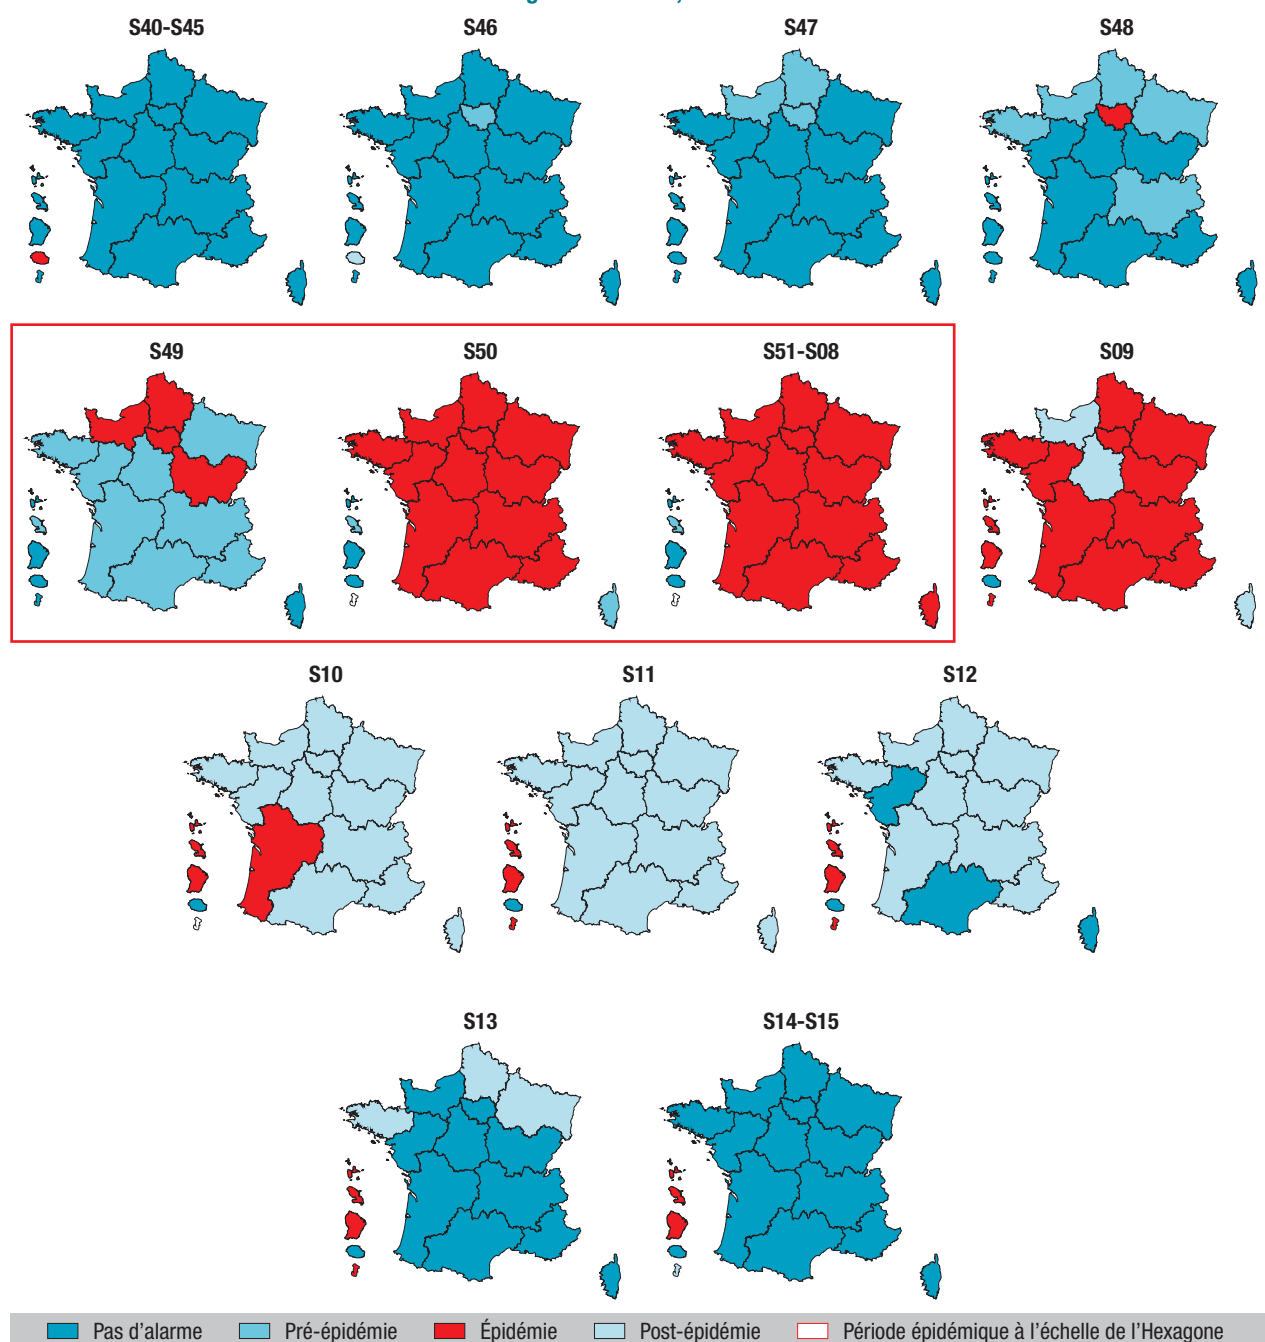 S40-S45 S46 S47 S48
S49 S50 S51-S08 S09
S10 S11 S12
S13 S14-S15
Pas d'alarme Pré-épidémie Épidémie Post-épidémie Période épidémique à l'échelle de l'Hexagone